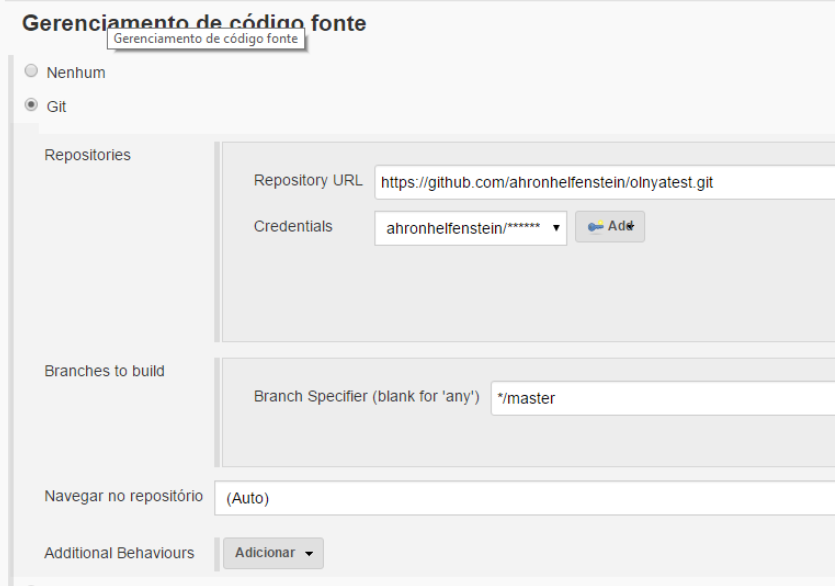 Gerenciamento de código fonte
Gerenciamento de código fonte
Nenhum
Git
Repositories
Repository URL https://github.com/ahronhelfenstein/olnyatest.git
Credentials ahronhelfenstein/****** Add
Branches to build
Branch Specifier (blank for 'any') */master
Navegar no repositório (Auto)
Additional Behaviours Adicionar